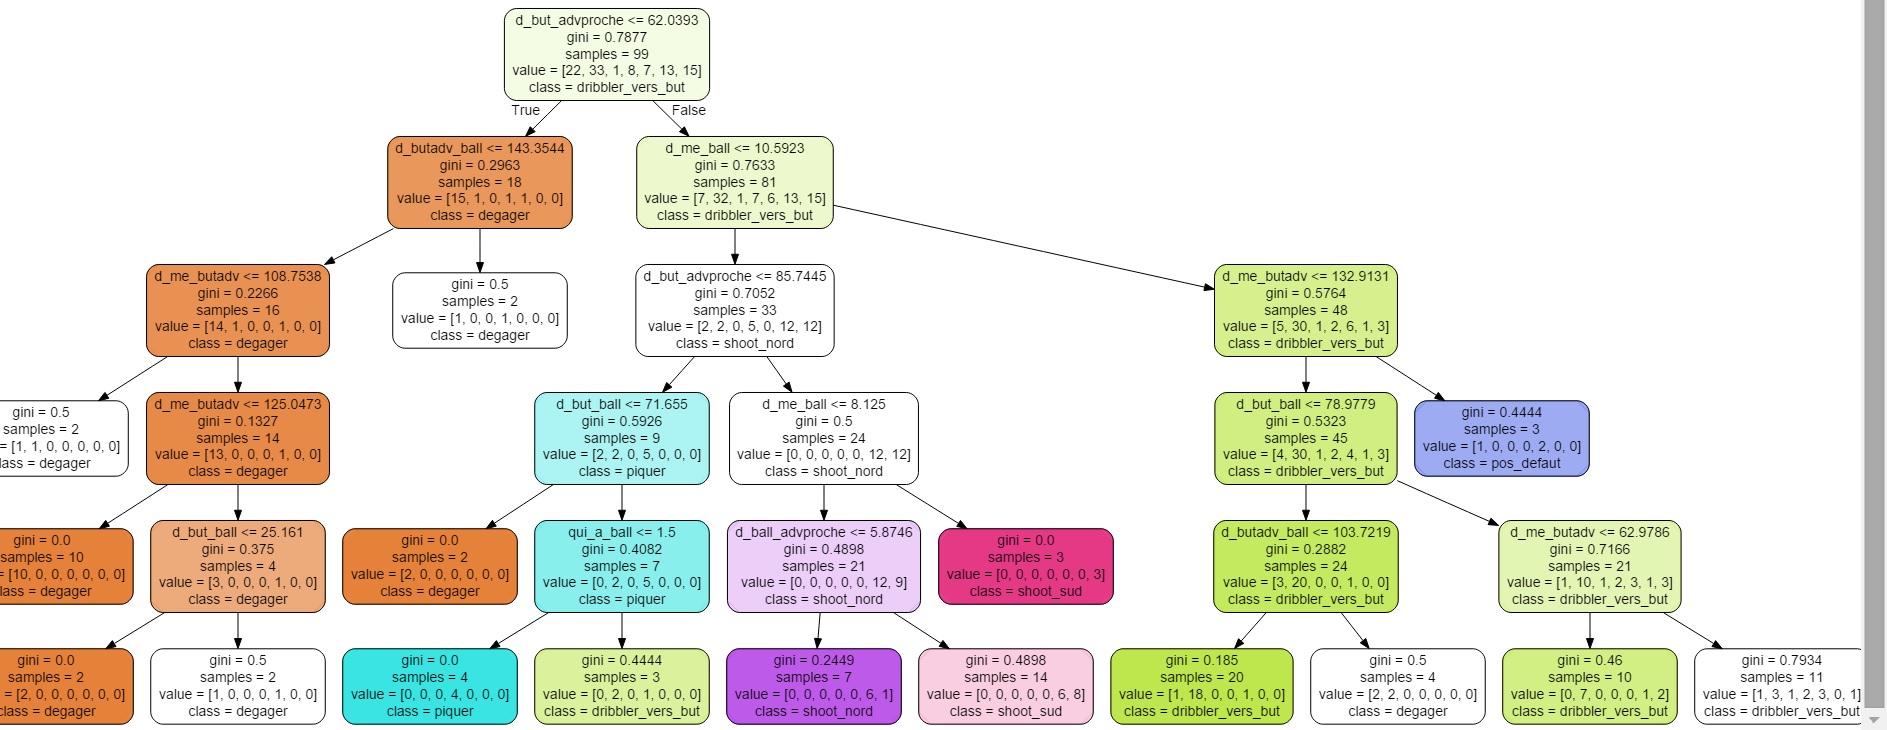 d_but_advproche <= 62.0393
gini = 0.7877
samples = 99
value = [22, 33, 1, 8, 7, 13, 15]
class = dribbler_vers_but
True
False
d_butadv_ball <= 143.3544
gini = 0.2963
samples = 18
value = [15, 1, 0, 1, 1, 0, 0]
class = degager
d_me_ball <= 10.5923
gini = 0.7633
samples = 81
value = [7, 32, 1, 7, 6, 13, 15]
class = dribbler_vers_but
d_me_butadv <= 108.7538
gini = 0.2266
samples = 16
value = [14, 1, 0, 0, 1, 0, 0]
class = degager
gini = 0.5
samples = 2
value = [1, 0, 0, 1, 0, 0, 0]
class = degager
d_but_advproche <= 85.7445
gini = 0.7052
samples = 33
value = [2, 2, 0, 5, 0, 12, 12]
class = shoot_nord
d_me_butadv <= 132.9131
gini = 0.5764
samples = 48
value = [5, 30, 1, 2, 6, 1, 3]
class = dribbler_vers_but
gini = 0.5
samples = 2
= [1, 1, 0, 0, 0, 0, 0]
lass = degager
d_me_butadv <= 125.0473
gini = 0.1327
samples = 14
value = [13, 0, 0, 0, 1, 0, 0]
class = degager
d_but_ball <= 71.655
gini = 0.5926
samples = 9
value = [2, 2, 0, 5, 0, 0, 0]
class = piquer
d_me_ball <= 8.125
gini = 0.5
samples = 24
value = [0, 0, 0, 0, 0, 12, 12]
class = shoot_nord
d_but_ball <= 78.9779
gini = 0.5323
samples = 45
value = [4, 30, 1, 2, 4, 1, 3]
class = dribbler_vers_but
gini = 0.4444
samples = 3
value = [1, 0, 0, 0, 2, 0, 0]
class = pos_defaut
gini = 0.0
samples = 10
= [10, 0, 0, 0, 0, 0, 0]
lass = degager
d_but_ball <= 25.161
gini = 0.375
samples = 4
value = [3, 0, 0, 0, 1, 0, 0]
class = degager
gini = 0.0
samples = 2
value = [2, 0, 0, 0, 0, 0, 0]
class = degager
qui_a_ball <= 1.5
gini = 0.4082
samples = 7
value = [0, 2, 0, 5, 0, 0, 0]
class = piquer
d_ball_advproche <= 5.8746
gini = 0.4898
samples = 21
value = [0, 0, 0, 0, 0, 12, 9]
class = shoot_nord
gini = 0.0
samples = 3
value = [0, 0, 0, 0, 0, 0, 3]
class = shoot_sud
d_butadv_ball <= 103.7219
gini = 0.2882
samples = 24
value = [3, 20, 0, 0, 1, 0, 0]
class = dribbler_vers_but
d_me_butadv <= 62.9786
gini = 0.7166
samples = 21
value = [1, 10, 1, 2, 3, 1, 3]
class = dribbler_vers_but
gini = 0.0
samples = 2
= [2, 0, 0, 0, 0, 0, 0]
class = degager
gini = 0.5
samples = 2
value = [1, 0, 0, 0, 1, 0, 0]
class = degager
gini = 0.0
samples = 4
value = [0, 0, 0, 4, 0, 0, 0]
class = piquer
gini = 0.4444
samples = 3
value = [0, 2, 0, 1, 0, 0, 0]
class = dribbler_vers_but
gini = 0.2449
samples = 7
value = [0, 0, 0, 0, 0, 6, 1]
class = shoot_nord
gini = 0.4898
samples = 14
value = [0, 0, 0, 0, 0, 6, 8]
class = shoot_sud
gini = 0.185
samples = 20
value = [1, 18, 0, 0, 1, 0, 0]
class = dribbler_vers_but
gini = 0.5
samples = 4
value = [2, 2, 0, 0, 0, 0, 0]
class = degager
gini = 0.46
samples = 10
value = [0, 7, 0, 0, 0, 1, 2]
class = dribbler_vers_but
gini = 0.7934
samples = 11
value = [1, 3, 1, 2, 3, 0, 1]
class = dribbler_vers_but